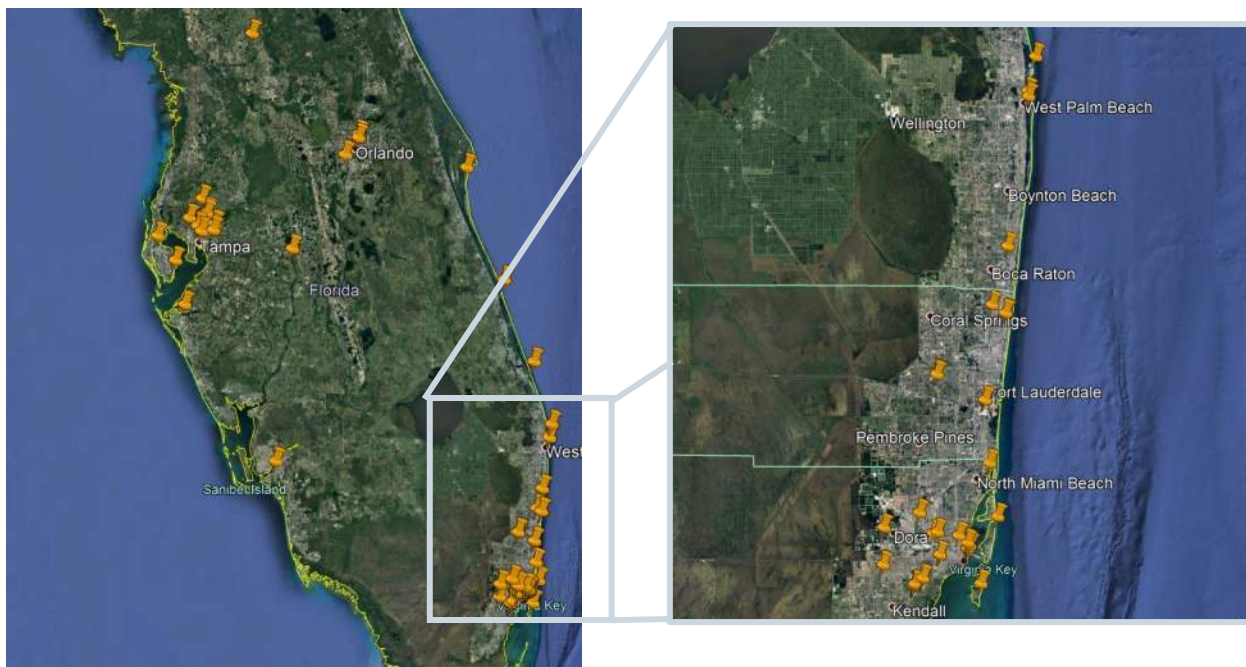 Orlando
Tampa
Florida
West
Sanibel Island
Key
West Palm Beach
Wellington
Boynton Beach
Boca Raton
Coral Springs
Fort Lauderdale
Pembroke Pines
North Miami Beach
Doral
Virginia Key
Kendall